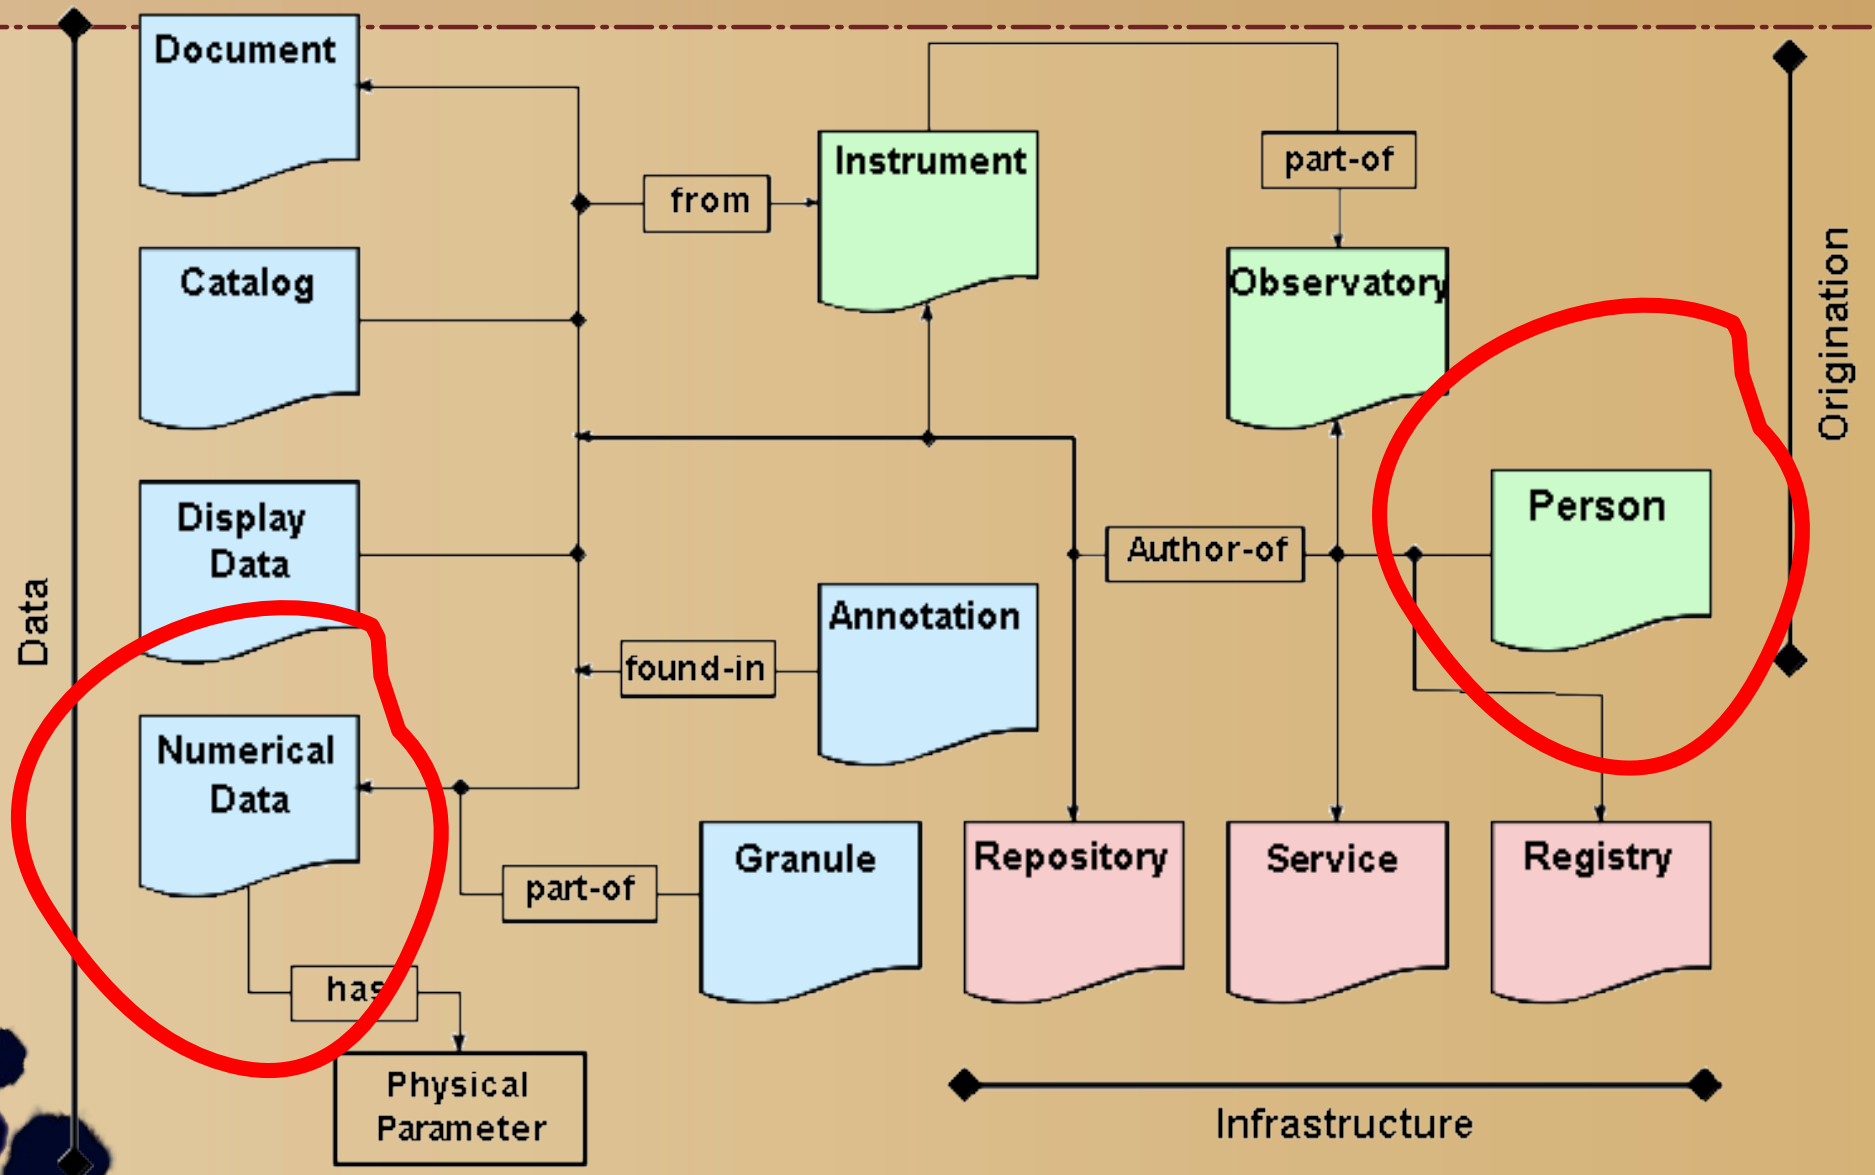 Document
Instrument
part-of
from
Catalog
Observatory
Origination
Display
Data
Person
Author-of
Annotation
found-in
Data
Numerical
Data
Granule
Repository
Service
Registry
part-of
has
Physical
Parameter
Infrastructure